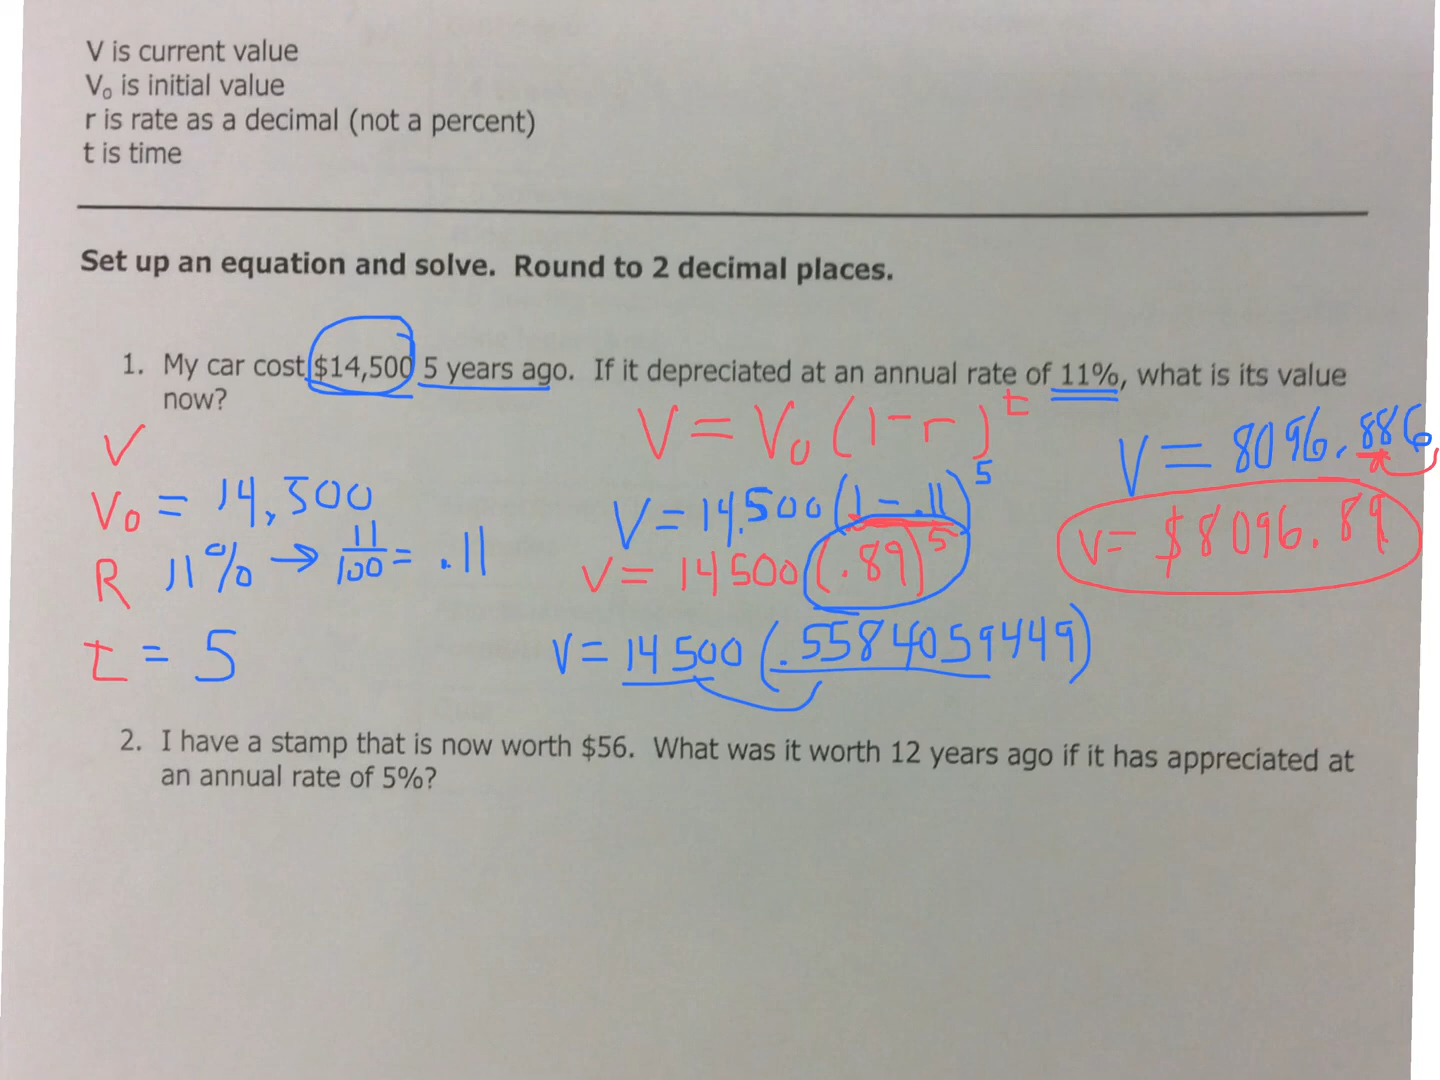 V is current value
V₀ is initial value
r is rate as a decimal (not a percent)
t is time
Set up an equation and solve. Round to 2 decimal places.
1. My car cost $14,500 5 years ago. If it depreciated at an annual rate of 11%, what is its value
now?
V = V₀ (1 - r)^t
V
V₀ = 14,500
R 11% → 11/100 = .11
t = 5
V = 14,500 (1 - .11)^5
V = 14500 (.89)^5
V = 14500 (.5584059449)
V = 8096.886
V = $8096.89
2. I have a stamp that is now worth $56. What was it worth 12 years ago if it has appreciated at
an annual rate of 5%?